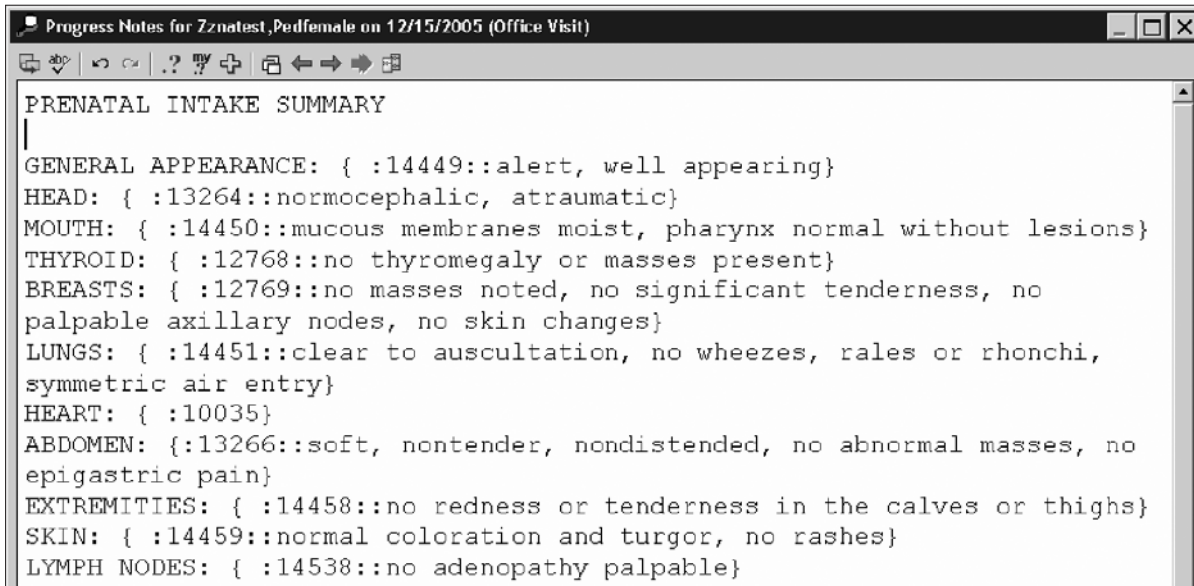 Progress Notes for Zznatest,Pedfemale on 12/15/2005 (Office Visit)
PRENATAL INTAKE SUMMARY
GENERAL APPEARANCE: { :14449::alert, well appearing}
HEAD: { :13264::normocephalic, atraumatic}
MOUTH: { :14450::mucous membranes moist, pharynx normal without lesions}
THYROID: { :12768::no thyromegaly or masses present}
BREASTS: { :12769::no masses noted, no significant tenderness, no
palpable axillary nodes, no skin changes}
LUNGS: { :14451::clear to auscultation, no wheezes, rales or rhonchi,
symmetric air entry}
HEART: { :10035}
ABDOMEN: {:13266::soft, nontender, nondistended, no abnormal masses, no
epigastric pain}
EXTREMITIES: { :14458::no redness or tenderness in the calves or thighs}
SKIN: { :14459::normal coloration and turgor, no rashes}
LYMPH NODES: { :14538::no adenopathy palpable}